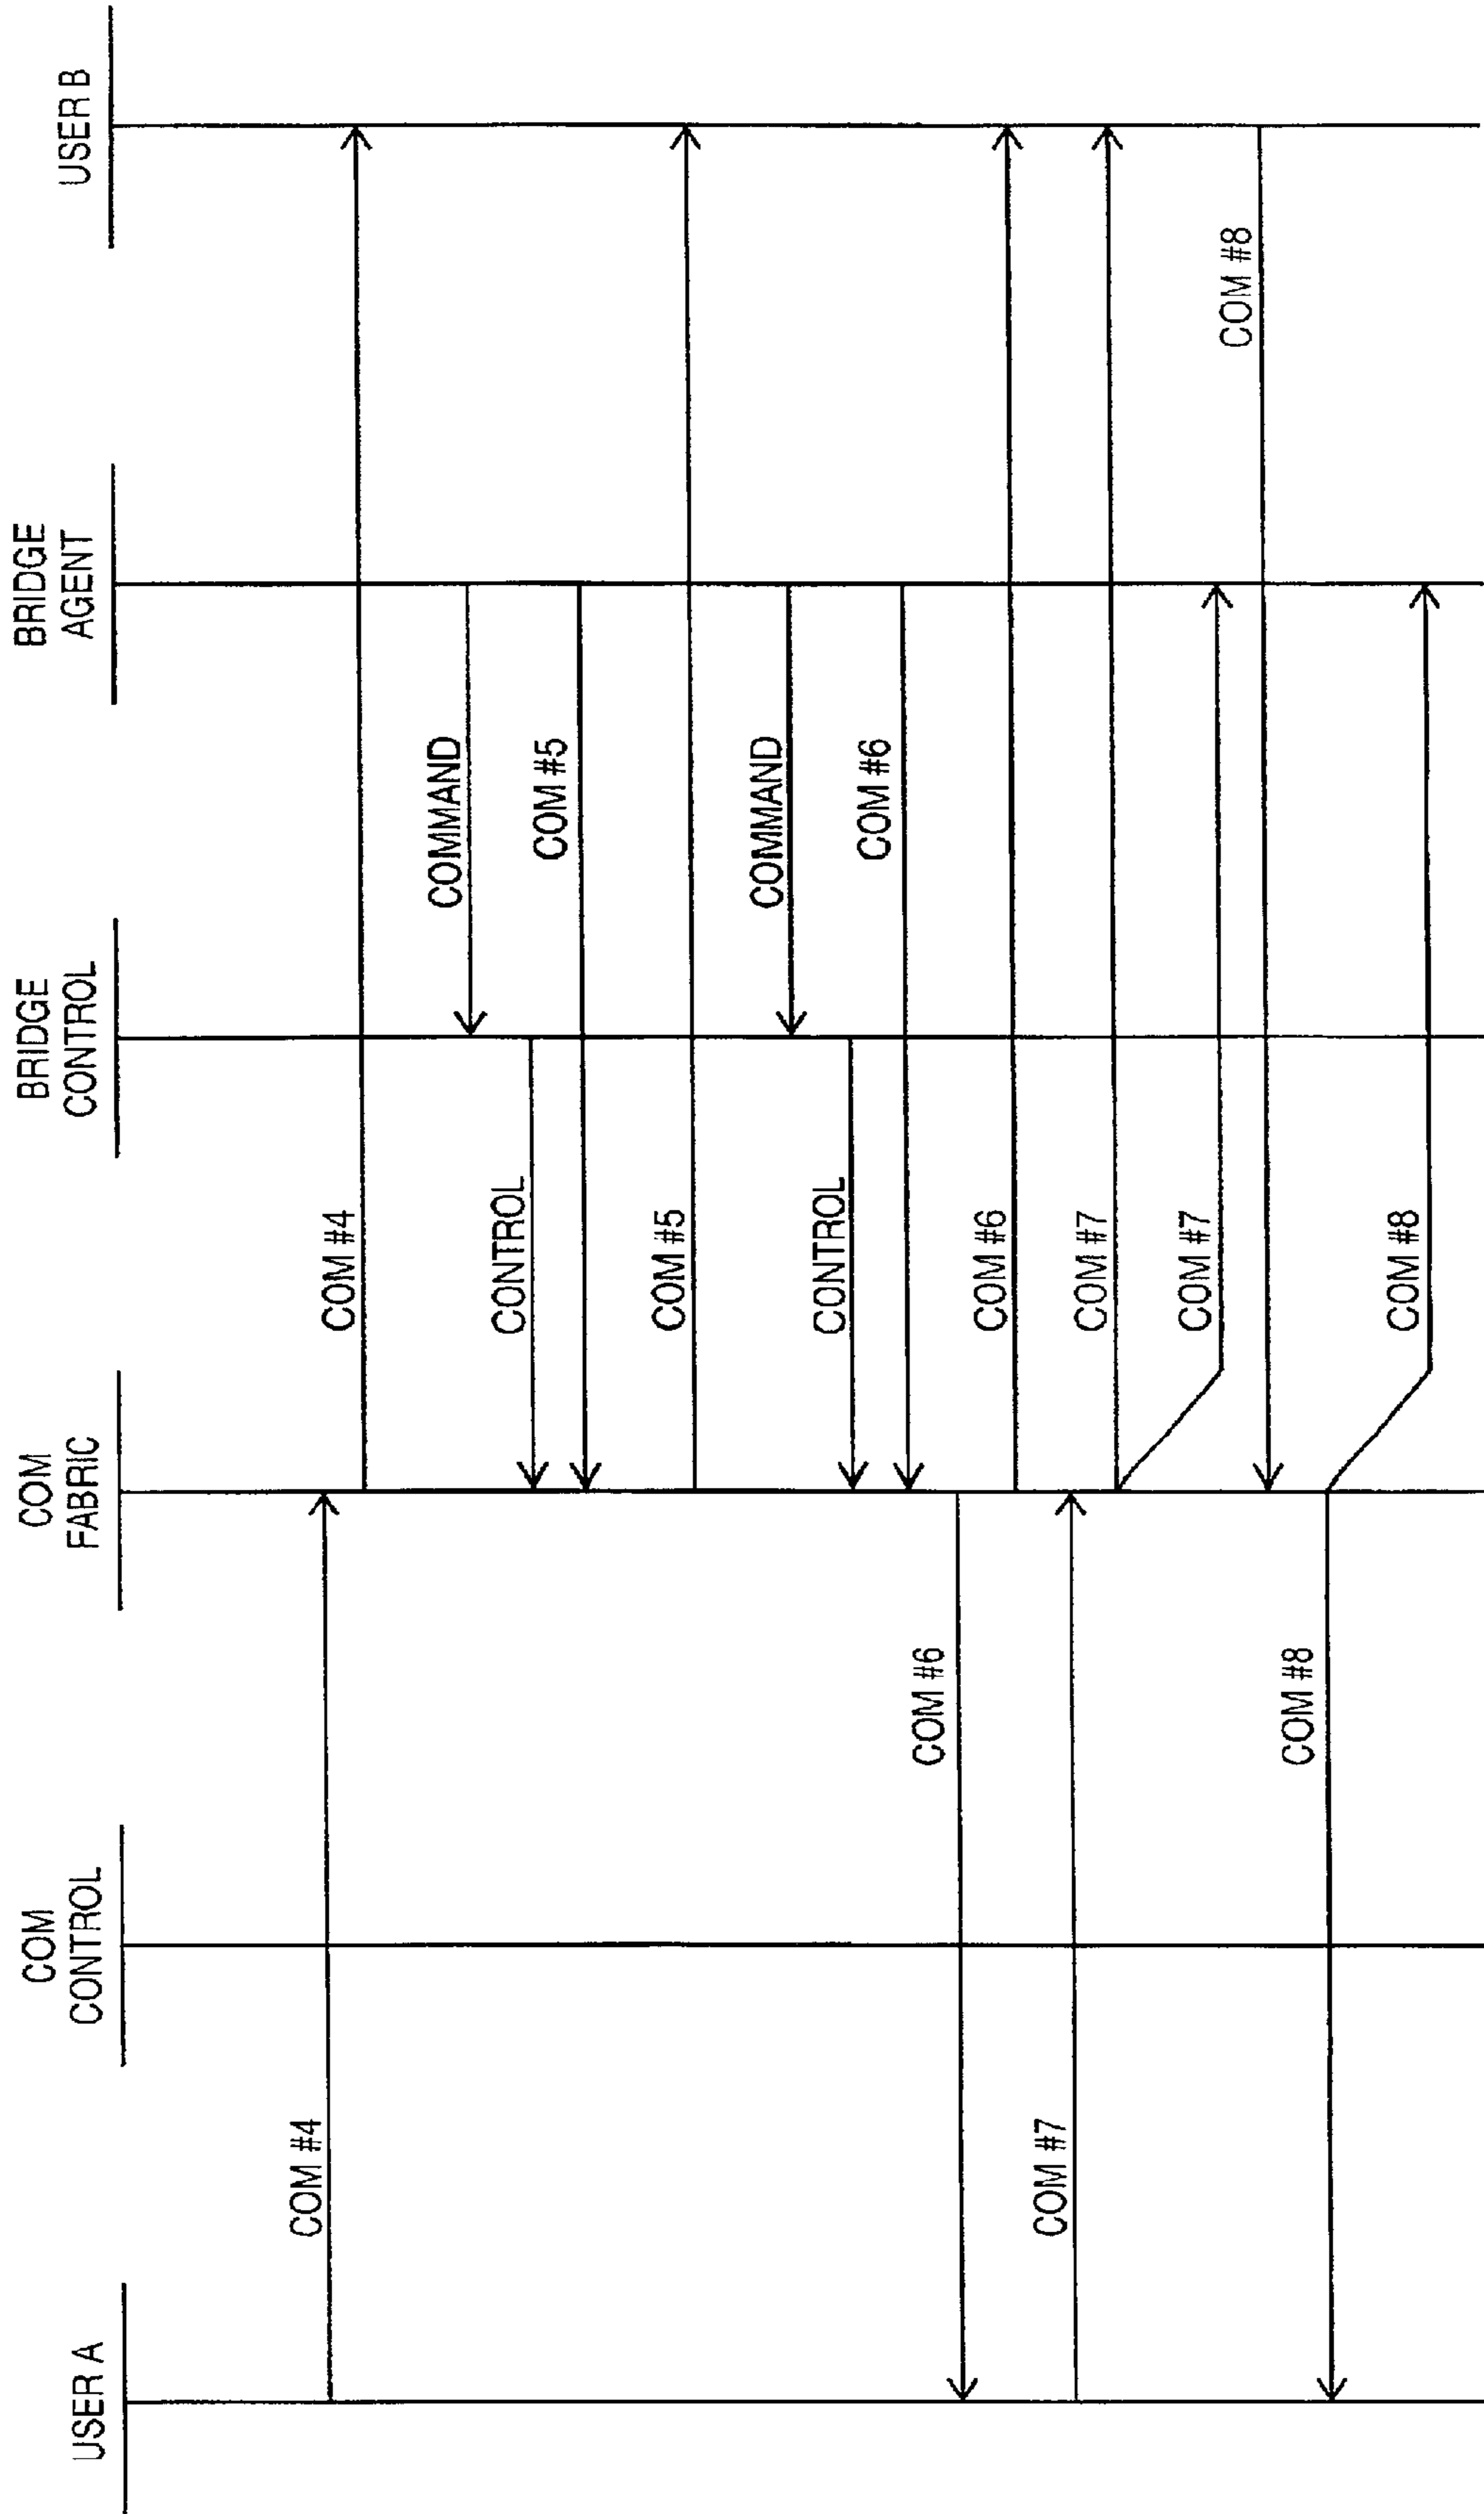 USER A
COM
CONTROL
COM
FABRIC
BRIDGE
CONTROL
BRIDGE
AGENT
USER B
COM #4
COM #4
COMMAND
CONTROL
COM #5
COM #5
COMMAND
CONTROL
COM #6
COM #6
COM #6
COM #7
COM #7
COM #7
COM #8
COM #8
COM #8